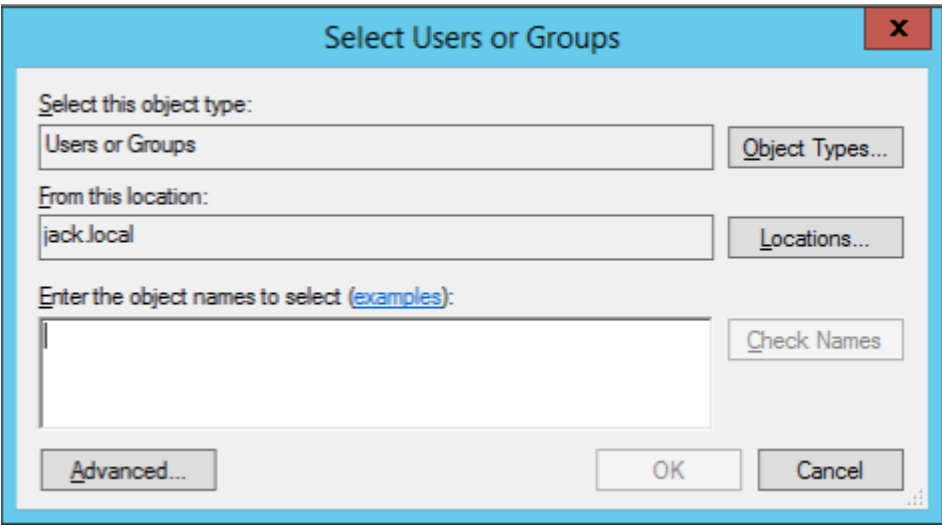 Select Users or Groups
x
Select this object type:
Users or Groups
Object Types...
From this location:
jack.local
Locations...
Enter the object names to select (examples):
Check Names
Advanced...
OK
Cancel